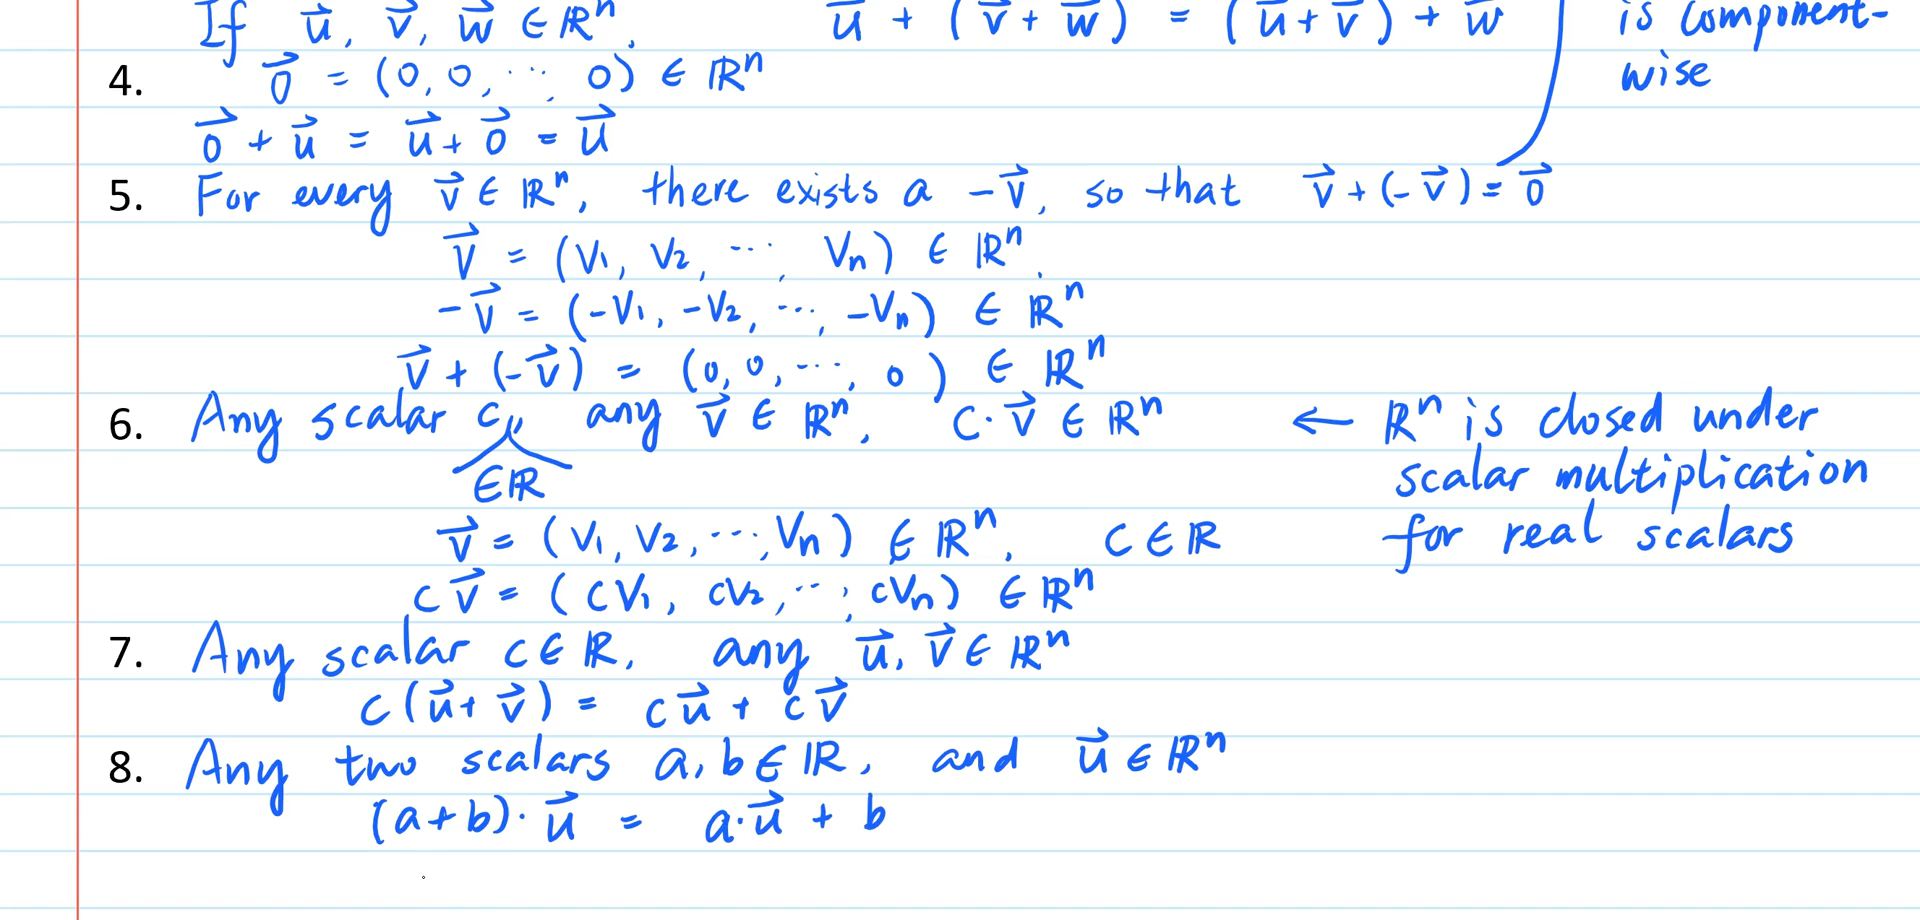 If u⃗, v⃗, w⃗ ∈ ℝⁿ, u⃗ + (v⃗ + w⃗) = (u⃗ + v⃗) + w⃗ is component-
4. 0⃗ = (0, 0, ⋯, 0) ∈ ℝⁿ wise
0⃗ + u⃗ = u⃗ + 0⃗ = u⃗
5. For every v⃗ ∈ ℝⁿ, there exists a -v⃗, so that v⃗ + (-v⃗) = 0⃗
v⃗ = (v₁, v₂, ⋯, vₙ) ∈ ℝⁿ.
-v⃗ = (-v₁, -v₂, ⋯, -vₙ) ∈ ℝⁿ
v⃗ + (-v⃗) = (0, 0, ⋯, 0) ∈ ℝⁿ
6. Any scalar c, any v⃗ ∈ ℝⁿ, c·v⃗ ∈ ℝⁿ ← ℝⁿ is closed under
∈ℝ scalar multiplication
v⃗ = (v₁, v₂, ⋯, vₙ) ∈ ℝⁿ, c ∈ ℝ for real scalars
cv⃗ = (cv₁, cv₂, ⋯, cvₙ) ∈ ℝⁿ
7. Any scalar c ∈ ℝ, any u⃗, v⃗ ∈ ℝⁿ
c(u⃗ + v⃗) = cu⃗ + cv⃗
8. Any two scalars a, b ∈ ℝ, and u⃗ ∈ ℝⁿ
(a+b)·u⃗ = a·u⃗ + b